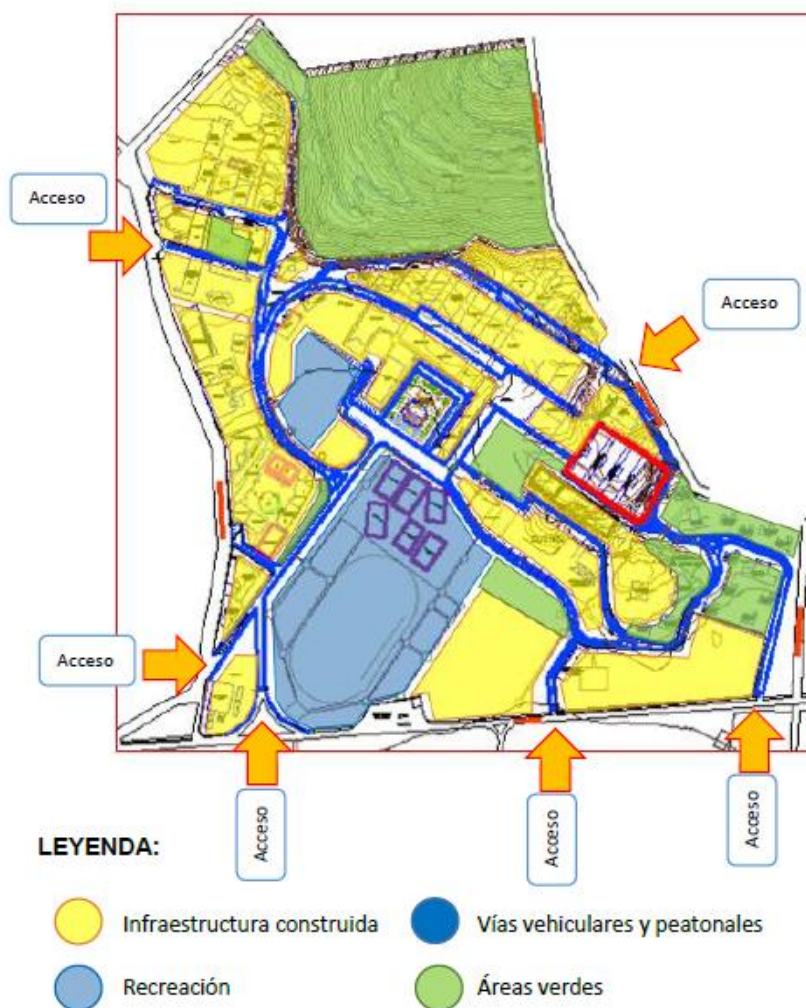 Acceso
Acceso
Acceso
Acceso
Acceso
Acceso
LEYENDA:
Infraestructura construida
Vías vehiculares y peatonales
Recreación
Áreas verdes